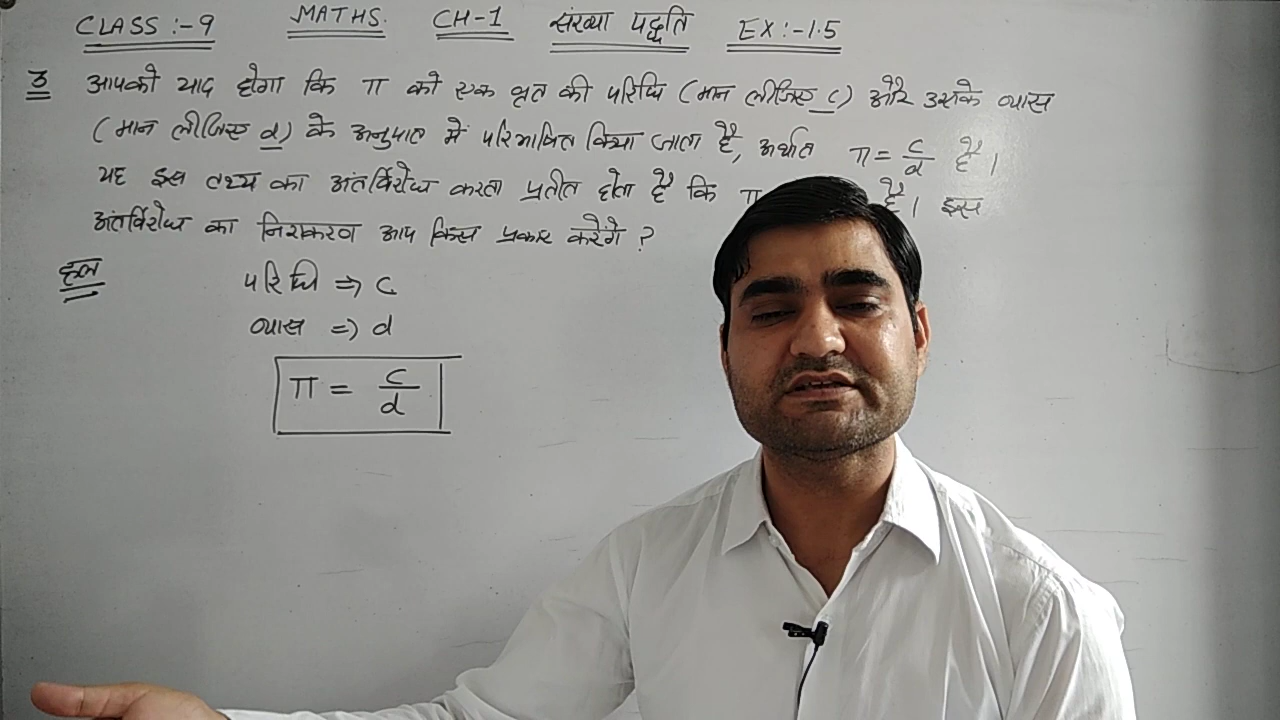 CLASS :- 9 MATHS. CH-1 संख्या पद्धति EX:-1.5
3 आपको याद होगा कि π को एक वृत की परिधि (मान लीजिए c) और उसके व्यास
(मान लीजिए d) के अनुपात में परिभाषित किया जाता है, अर्थात π = c/d है।
यह इस तथ्य का अंतर्विरोध करता प्रतीत होता है कि π है। इस
अंतर्विरोध का निराकरण आप किस प्रकार करेंगे ?
हल परिधि ⇒ c
व्यास ⇒ d
π = c/d